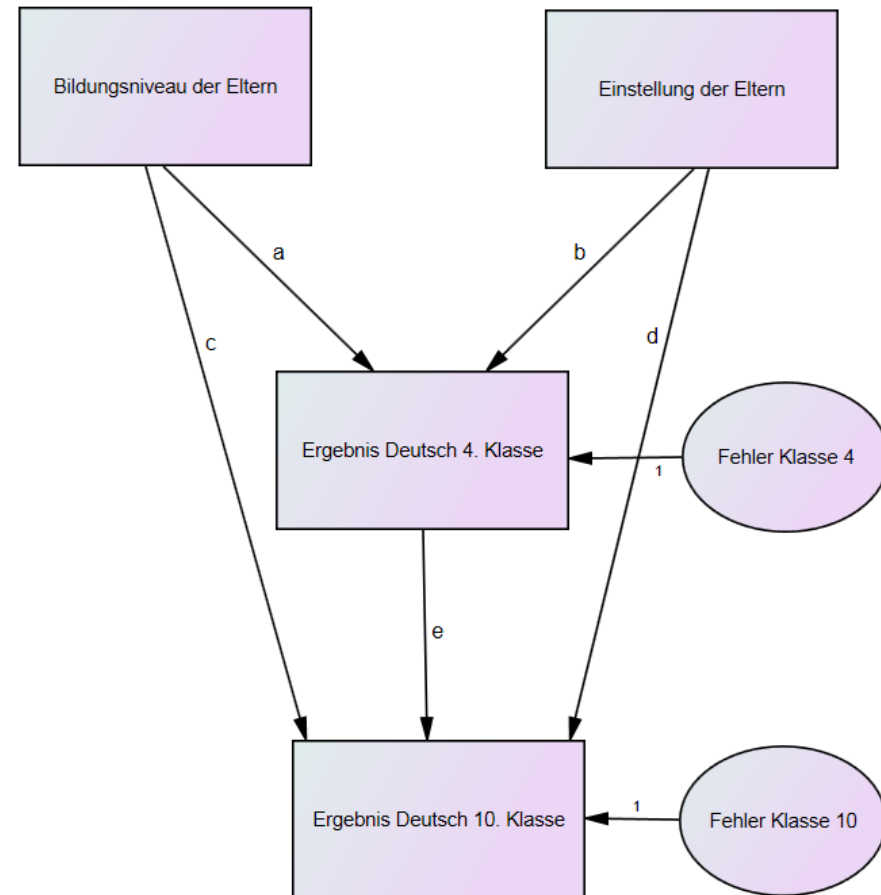 Bildungsniveau der Eltern
Einstellung der Eltern
a
b
c
d
Ergebnis Deutsch 4. Klasse
1
Fehler Klasse 4
e
Ergebnis Deutsch 10. Klasse
1
Fehler Klasse 10